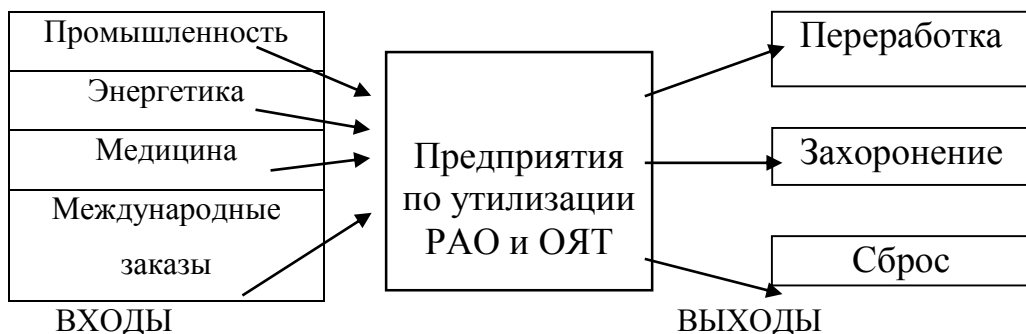 Промышленность
Энергетика
Медицина
Международные
заказы
ВХОДЫ
Предприятия
по утилизации
РАО и ОЯТ
Переработка
Захоронение
Сброс
ВЫХОДЫ